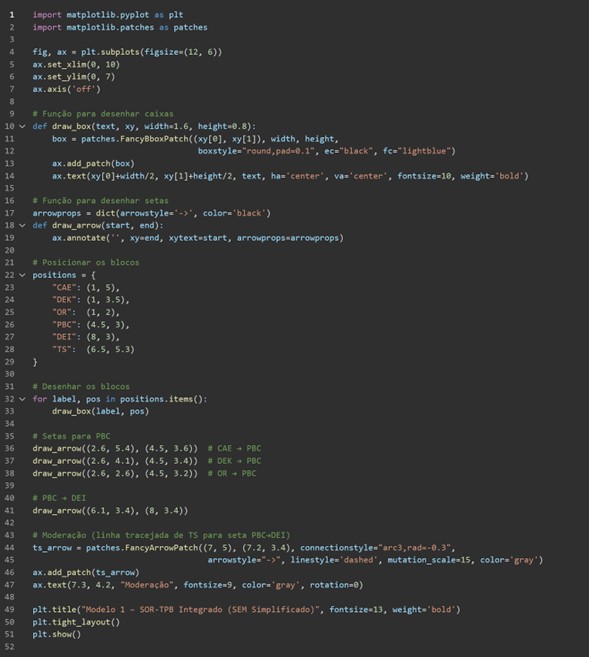 1 import matplotlib.pyplot as plt
2 import matplotlib.patches as patches
3
4 fig, ax = plt.subplots(figsize=(12, 6))
5 ax.set_xlim(0, 10)
6 ax.set_ylim(0, 7)
7 ax.axis('off')
8
9 # Função para desenhar caixas
10 def draw_box(text, xy, width=1.6, height=0.8):
11     box = patches.FancyBboxPatch((xy[0], xy[1]), width, height,
12                                  boxstyle="round,pad=0.1", ec="black", fc="lightblue")
13     ax.add_patch(box)
14     ax.text(xy[0]+width/2, xy[1]+height/2, text, ha='center', va='center', fontsize=10, weight='bold')
15
16 # Função para desenhar setas
17 arrowprops = dict(arrowstyle='->', color='black')
18 def draw_arrow(start, end):
19     ax.annotate('', xy=end, xytext=start, arrowprops=arrowprops)
20
21 # Posicionar os blocos
22 positions = {
23     "CAE": (1, 5),
24     "DEK": (1, 3.5),
25     "OR":  (1, 2),
26     "PBC": (4.5, 3),
27     "DEI": (8, 3),
28     "TS":  (6.5, 5.3)
29 }
30
31 # Desenhar os blocos
32 for label, pos in positions.items():
33     draw_box(label, pos)
34
35 # Setas para PBC
36 draw_arrow((2.6, 5.4), (4.5, 3.6))  # CAE → PBC
37 draw_arrow((2.6, 4.1), (4.5, 3.4))  # DEK → PBC
38 draw_arrow((2.6, 2.6), (4.5, 3.2))  # OR → PBC
39
40 # PBC → DEI
41 draw_arrow((6.1, 3.4), (8, 3.4))
42
43 # Moderação (linha tracejada de TS para seta PBC→DEI)
44 ts_arrow = patches.FancyArrowPatch((7, 5), (7.2, 3.4), connectionstyle="arc3,rad=-0.3",
45                                    arrowstyle="->", linestyle='dashed', mutation_scale=15, color='gray')
46 ax.add_patch(ts_arrow)
47 ax.text(7.3, 4.2, "Moderação", fontsize=9, color='gray', rotation=0)
48
49 plt.title("Modelo 1 – SOR-TPB Integrado (SEM Simplificado)", fontsize=13, weight='bold')
50 plt.tight_layout()
51 plt.show()
52